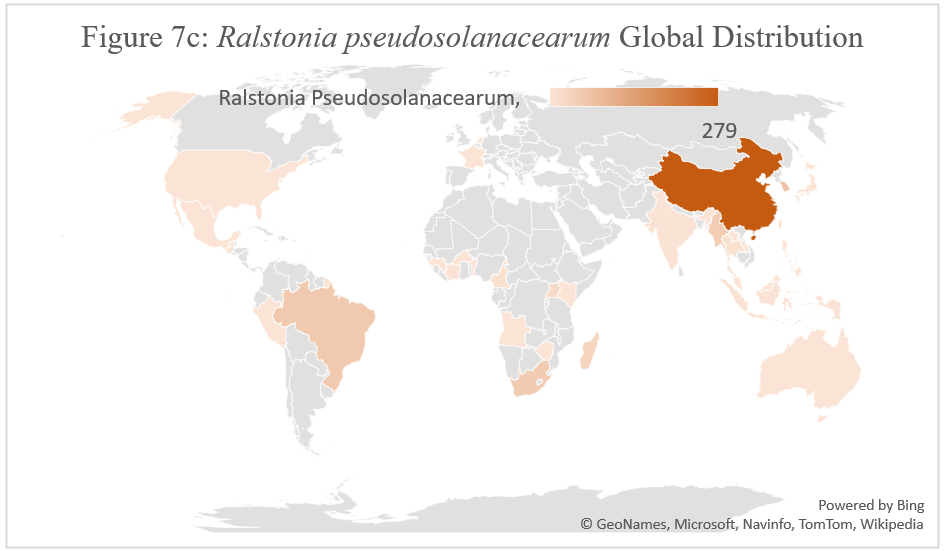 Figure 7c: Ralstonia pseudosolanacearum Global Distribution
Ralstonia Pseudosolanacearum,
279
Powered by Bing
© GeoNames, Microsoft, Navinfo, TomTom, Wikipedia